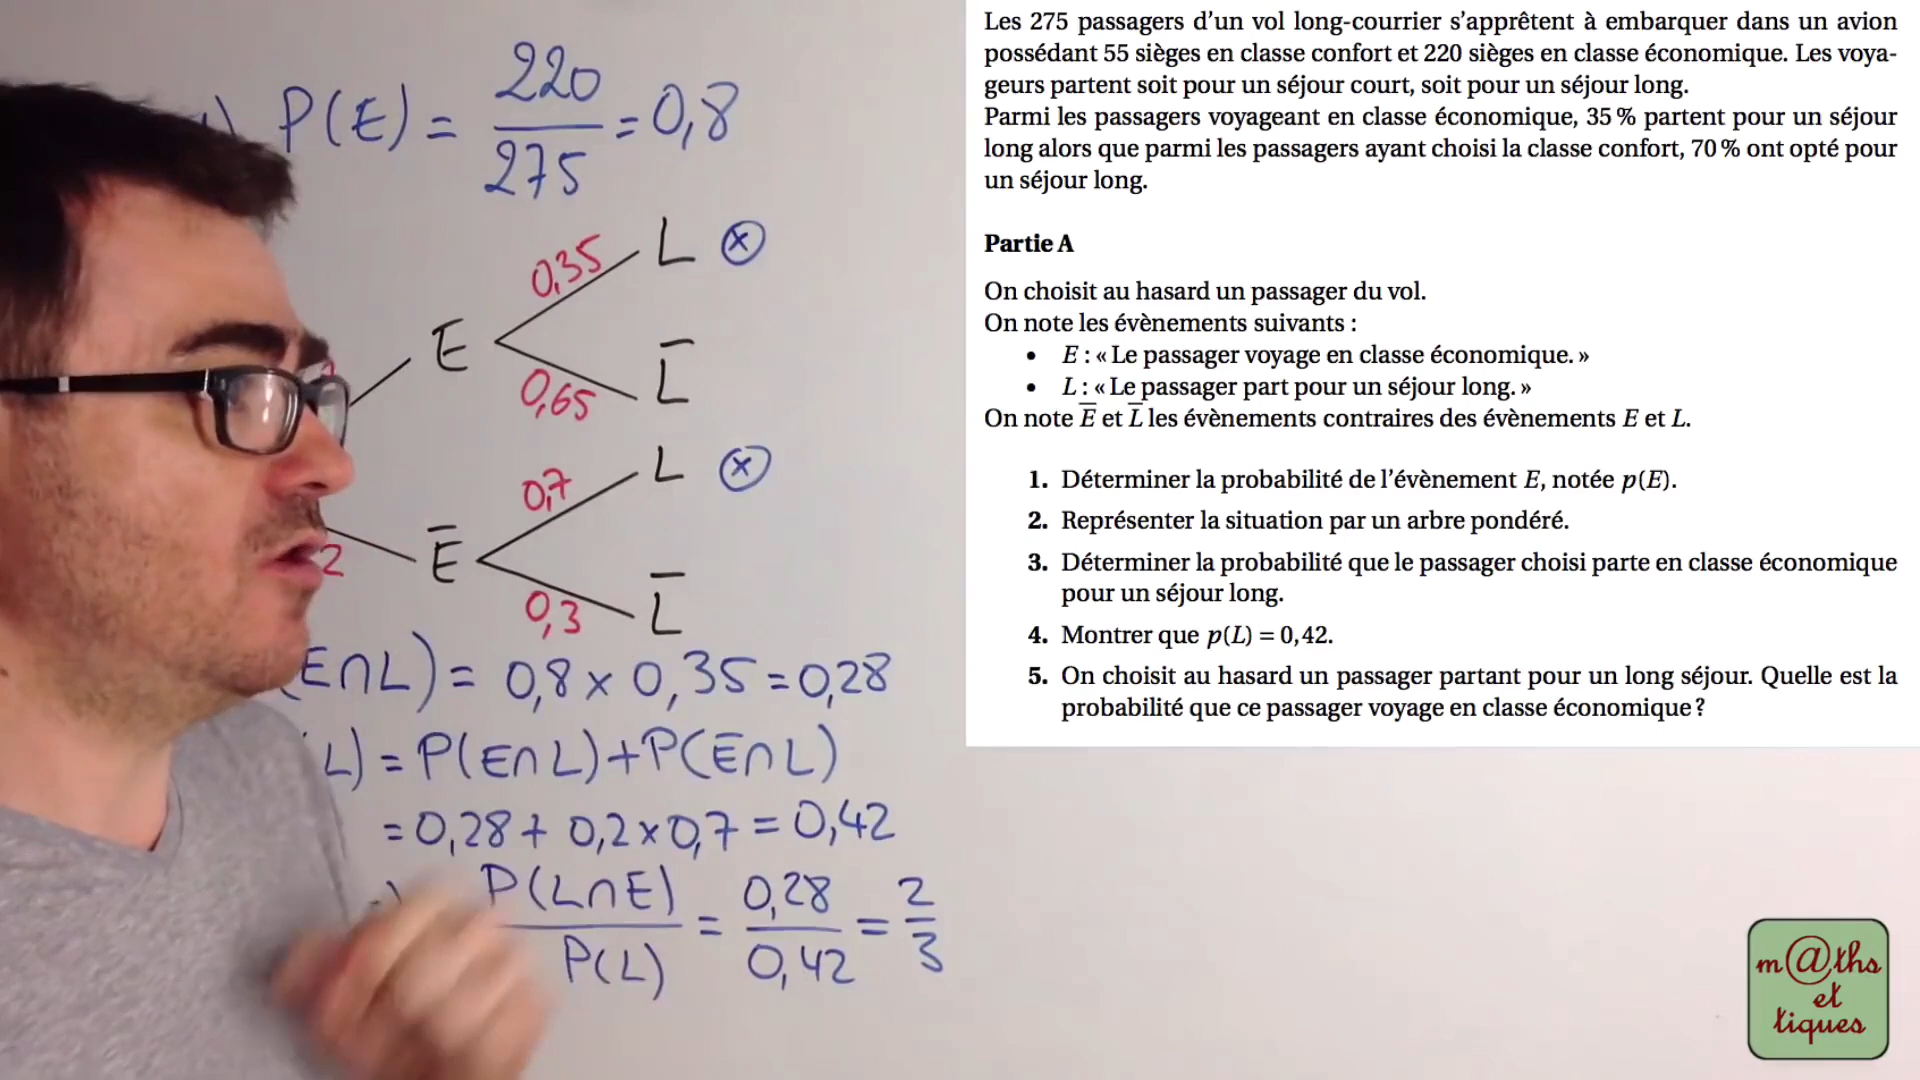 P(E) = 220/275 = 0,8
0,35 L ⊗
E
0,65 L̅
0,7 L ⊗
E̅
2
0,3 L̅
(E∩L) = 0,8 × 0,35 = 0,28
L) = P(E∩L) + P(E̅∩L)
= 0,28 + 0,2 × 0,7 = 0,42
P(L∩E)/P(L) = 0,28/0,42 = 2/3
Les 275 passagers d’un vol long-courrier s’apprêtent à embarquer dans un avion
possédant 55 sièges en classe confort et 220 sièges en classe économique. Les voya-
geurs partent soit pour un séjour court, soit pour un séjour long.
Parmi les passagers voyageant en classe économique, 35 % partent pour un séjour
long alors que parmi les passagers ayant choisi la classe confort, 70 % ont opté pour
un séjour long.
Partie A
On choisit au hasard un passager du vol.
On note les évènements suivants :
• E : « Le passager voyage en classe économique. »
• L : « Le passager part pour un séjour long. »
On note E̅ et L̅ les évènements contraires des évènements E et L.
1. Déterminer la probabilité de l’évènement E, notée p(E).
2. Représenter la situation par un arbre pondéré.
3. Déterminer la probabilité que le passager choisi parte en classe économique
pour un séjour long.
4. Montrer que p(L) = 0,42.
5. On choisit au hasard un passager partant pour un long séjour. Quelle est la
probabilité que ce passager voyage en classe économique ?
m@ths
et
tiques